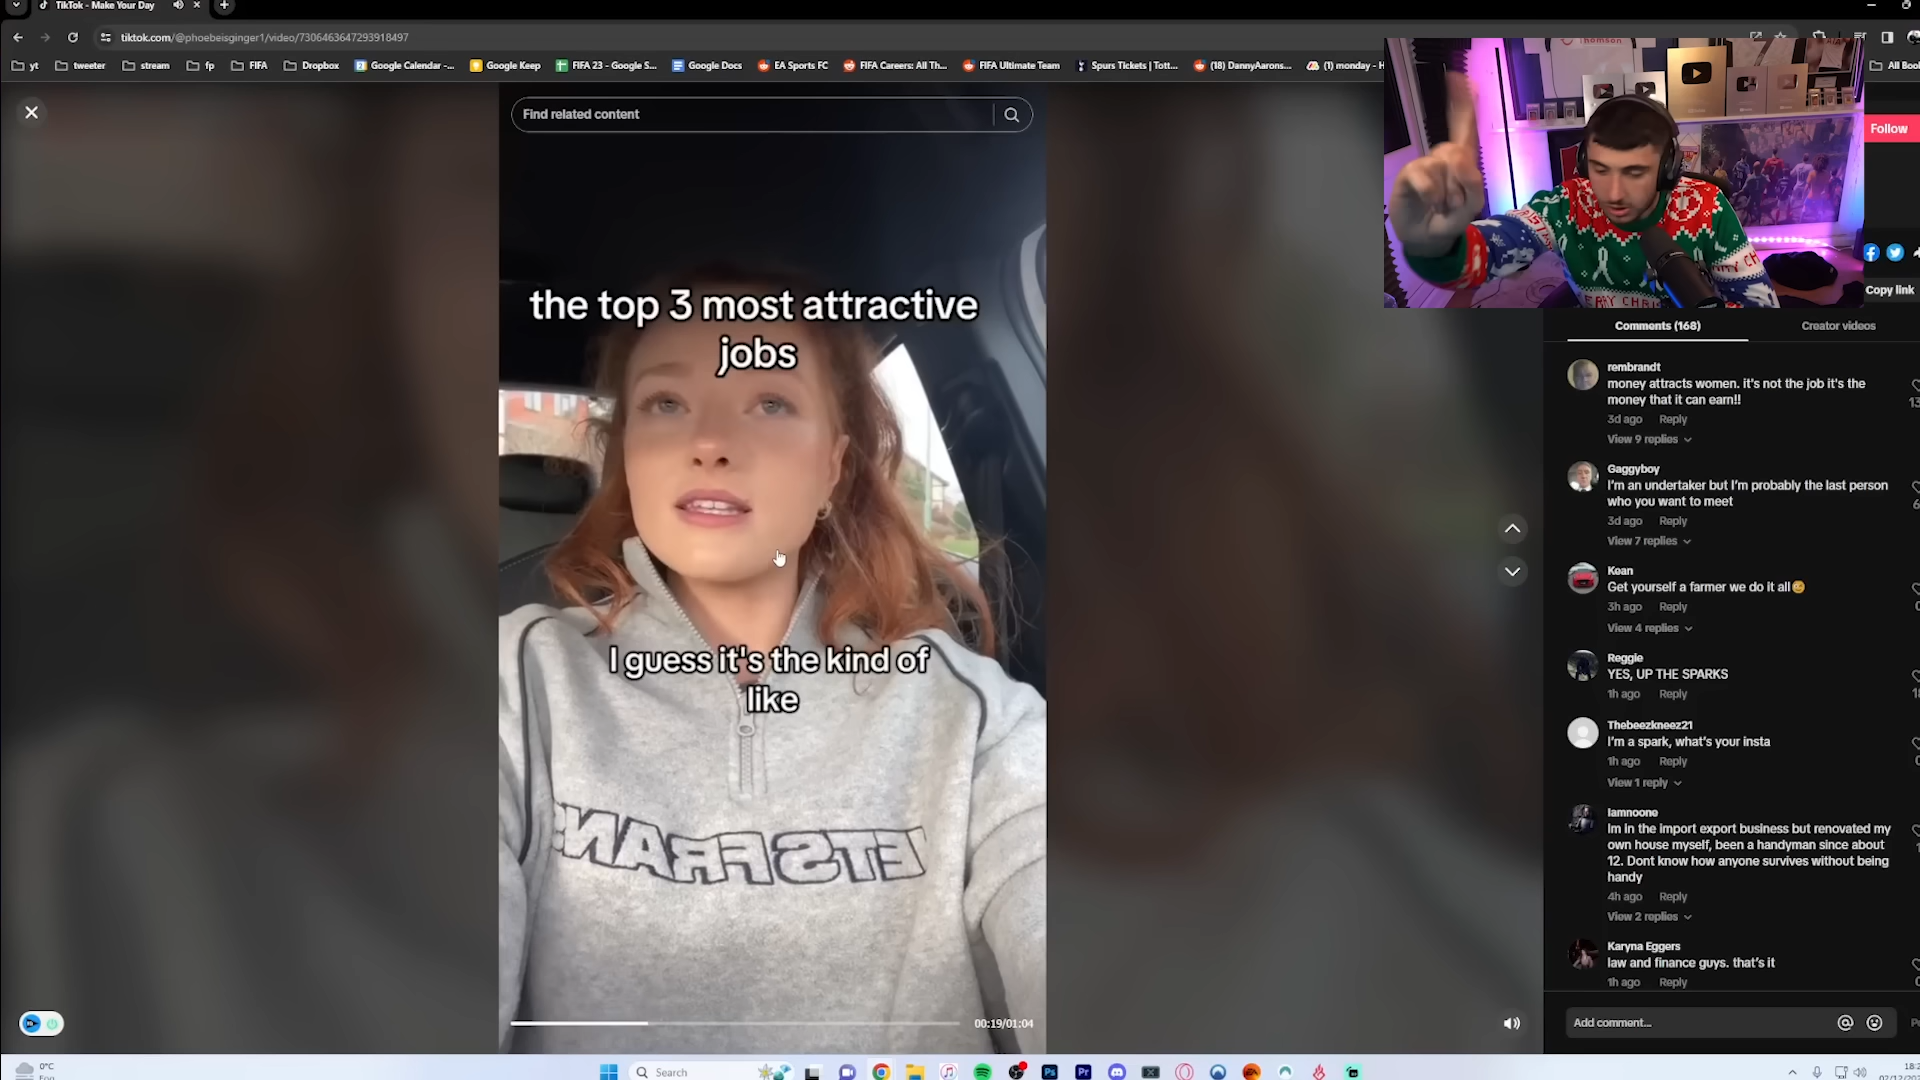 TikTok - Make Your Day
tiktok.com/@phoebeisginger1/video/7306463647293918497
yt
tweeter
stream
fp
FIFA
Dropbox
Google Calendar -...
Google Keep
FIFA 23 - Google S...
Google Docs
EA Sports FC
FIFA Careers: All Th...
FIFA Ultimate Team
Spurs Tickets | Tott...
(18) DannyAarons...
(1) monday - H
All Boo
Find related content
Follow
Copy link
the top 3 most attractive
jobs
I guess it's the kind of
like
00:19/01:04
Comments (168)
Creator videos
rembrandt
money attracts women. it's not the job it's the
money that it can earn!!
3d ago Reply
View 9 replies
Gaggyboy
I'm an undertaker but I'm probably the last person
who you want to meet
3d ago Reply
View 7 replies
Kean
Get yourself a farmer we do it all
3h ago Reply
View 4 replies
Reggie
YES, UP THE SPARKS
1h ago Reply
Thebeezkneez21
I'm a spark, what's your insta
1h ago Reply
View 1 reply
Iamnoone
Im in the import export business but renovated my
own house myself, been a handyman since about
12. Dont know how anyone survives without being
handy
4h ago Reply
View 2 replies
Karyna Eggers
law and finance guys. that's it
1h ago Reply
Add comment...
0°C
Fog
Search
Ps
Pr